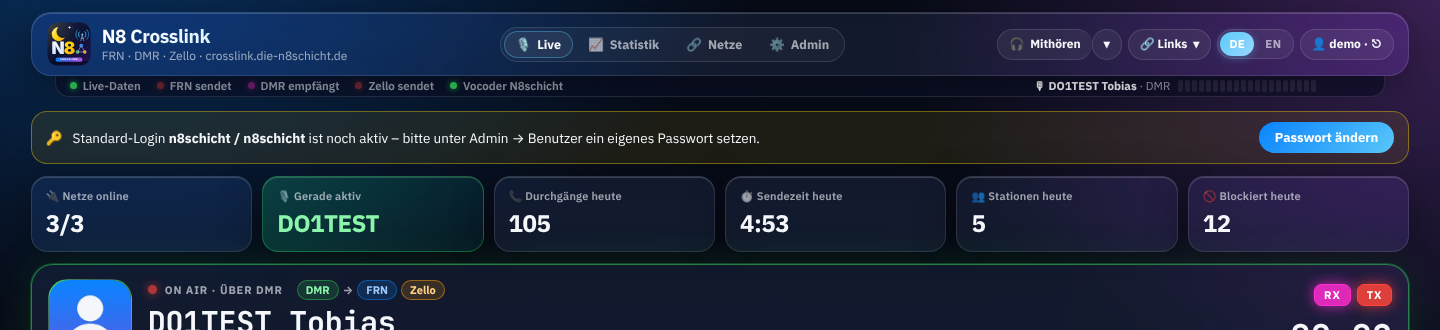 N8 Crosslink
FRN · DMR · Zello · crosslink.die-n8schicht.de
N8
Live
Statistik
Netze
Admin
Mithören ▾
Links ▾
DE EN
demo ·
Live-Daten FRN sendet DMR empfängt Zello sendet Vocoder N8schicht
DO1TEST Tobias · DMR
Standard-Login n8schicht / n8schicht ist noch aktiv – bitte unter Admin → Benutzer ein eigenes Passwort setzen.
Passwort ändern
Netze online
3/3
Gerade aktiv
DO1TEST
Durchgänge heute
105
Sendezeit heute
4:53
Stationen heute
5
Blockiert heute
12
ON AIR · ÜBER DMR DMR → FRN Zello
RX TX
DO1TEST Tobias